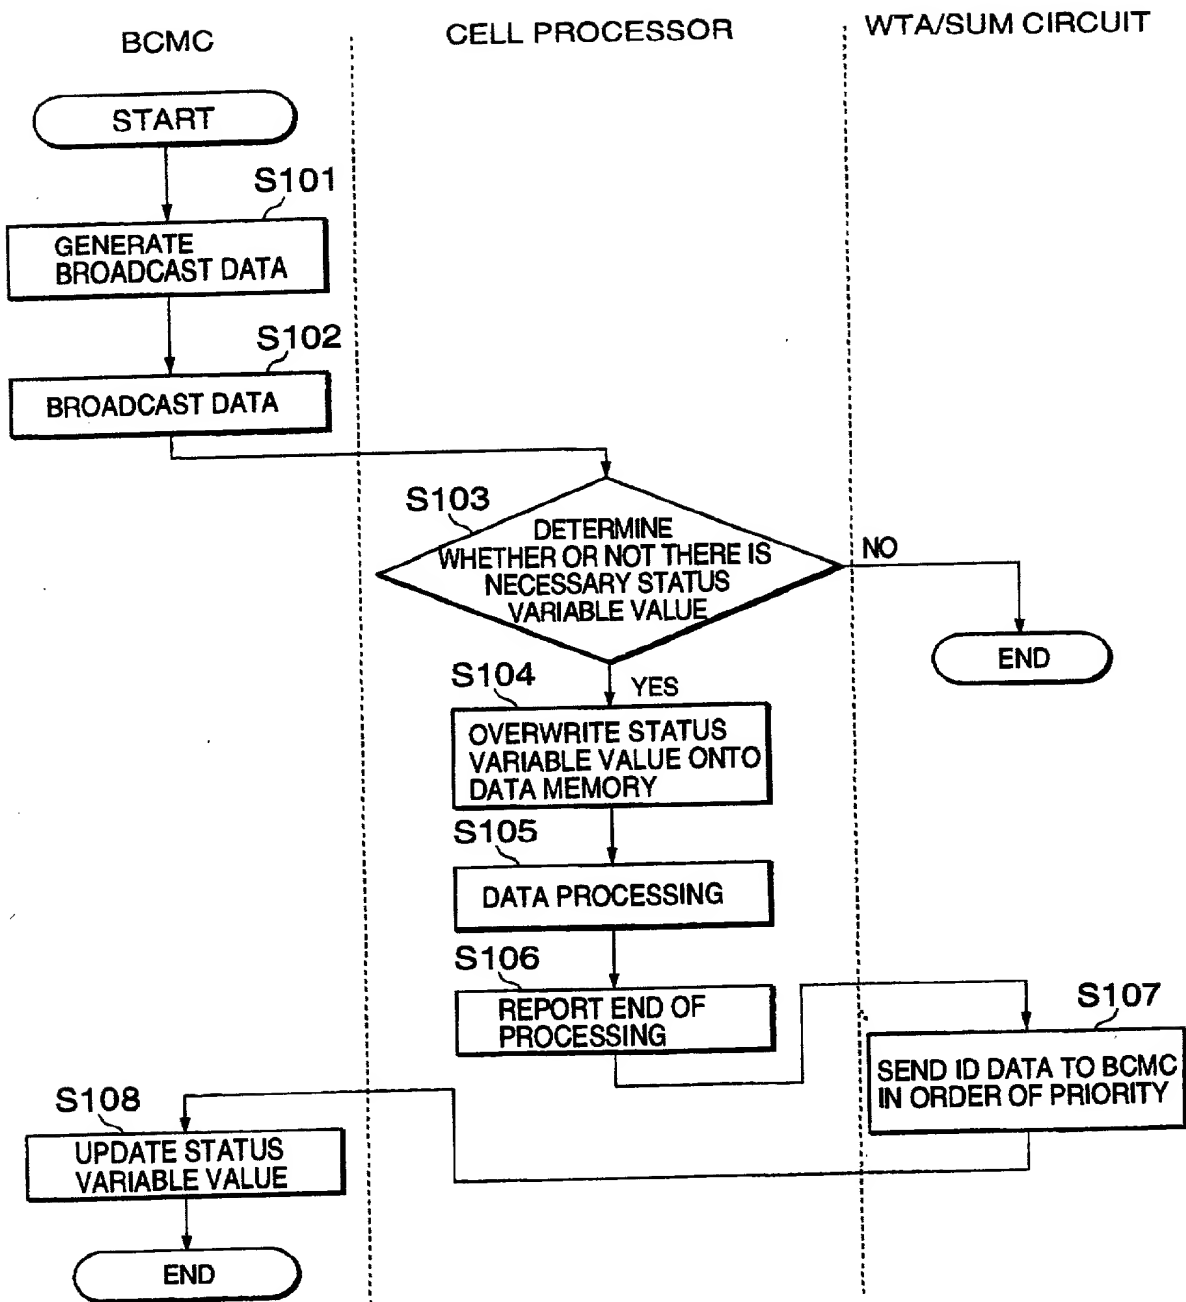 BCMC
CELL PROCESSOR
WTA/SUM CIRCUIT
START
S101
GENERATE
BROADCAST DATA
S102
BROADCAST DATA
S103
DETERMINE
WHETHER OR NOT THERE IS
NECESSARY STATUS
VARIABLE VALUE
NO
END
YES
S104
OVERWRITE STATUS
VARIABLE VALUE ONTO
DATA MEMORY
S105
DATA PROCESSING
S106
REPORT END OF
PROCESSING
S107
SEND ID DATA TO BCMC
IN ORDER OF PRIORITY
S108
UPDATE STATUS
VARIABLE VALUE
END